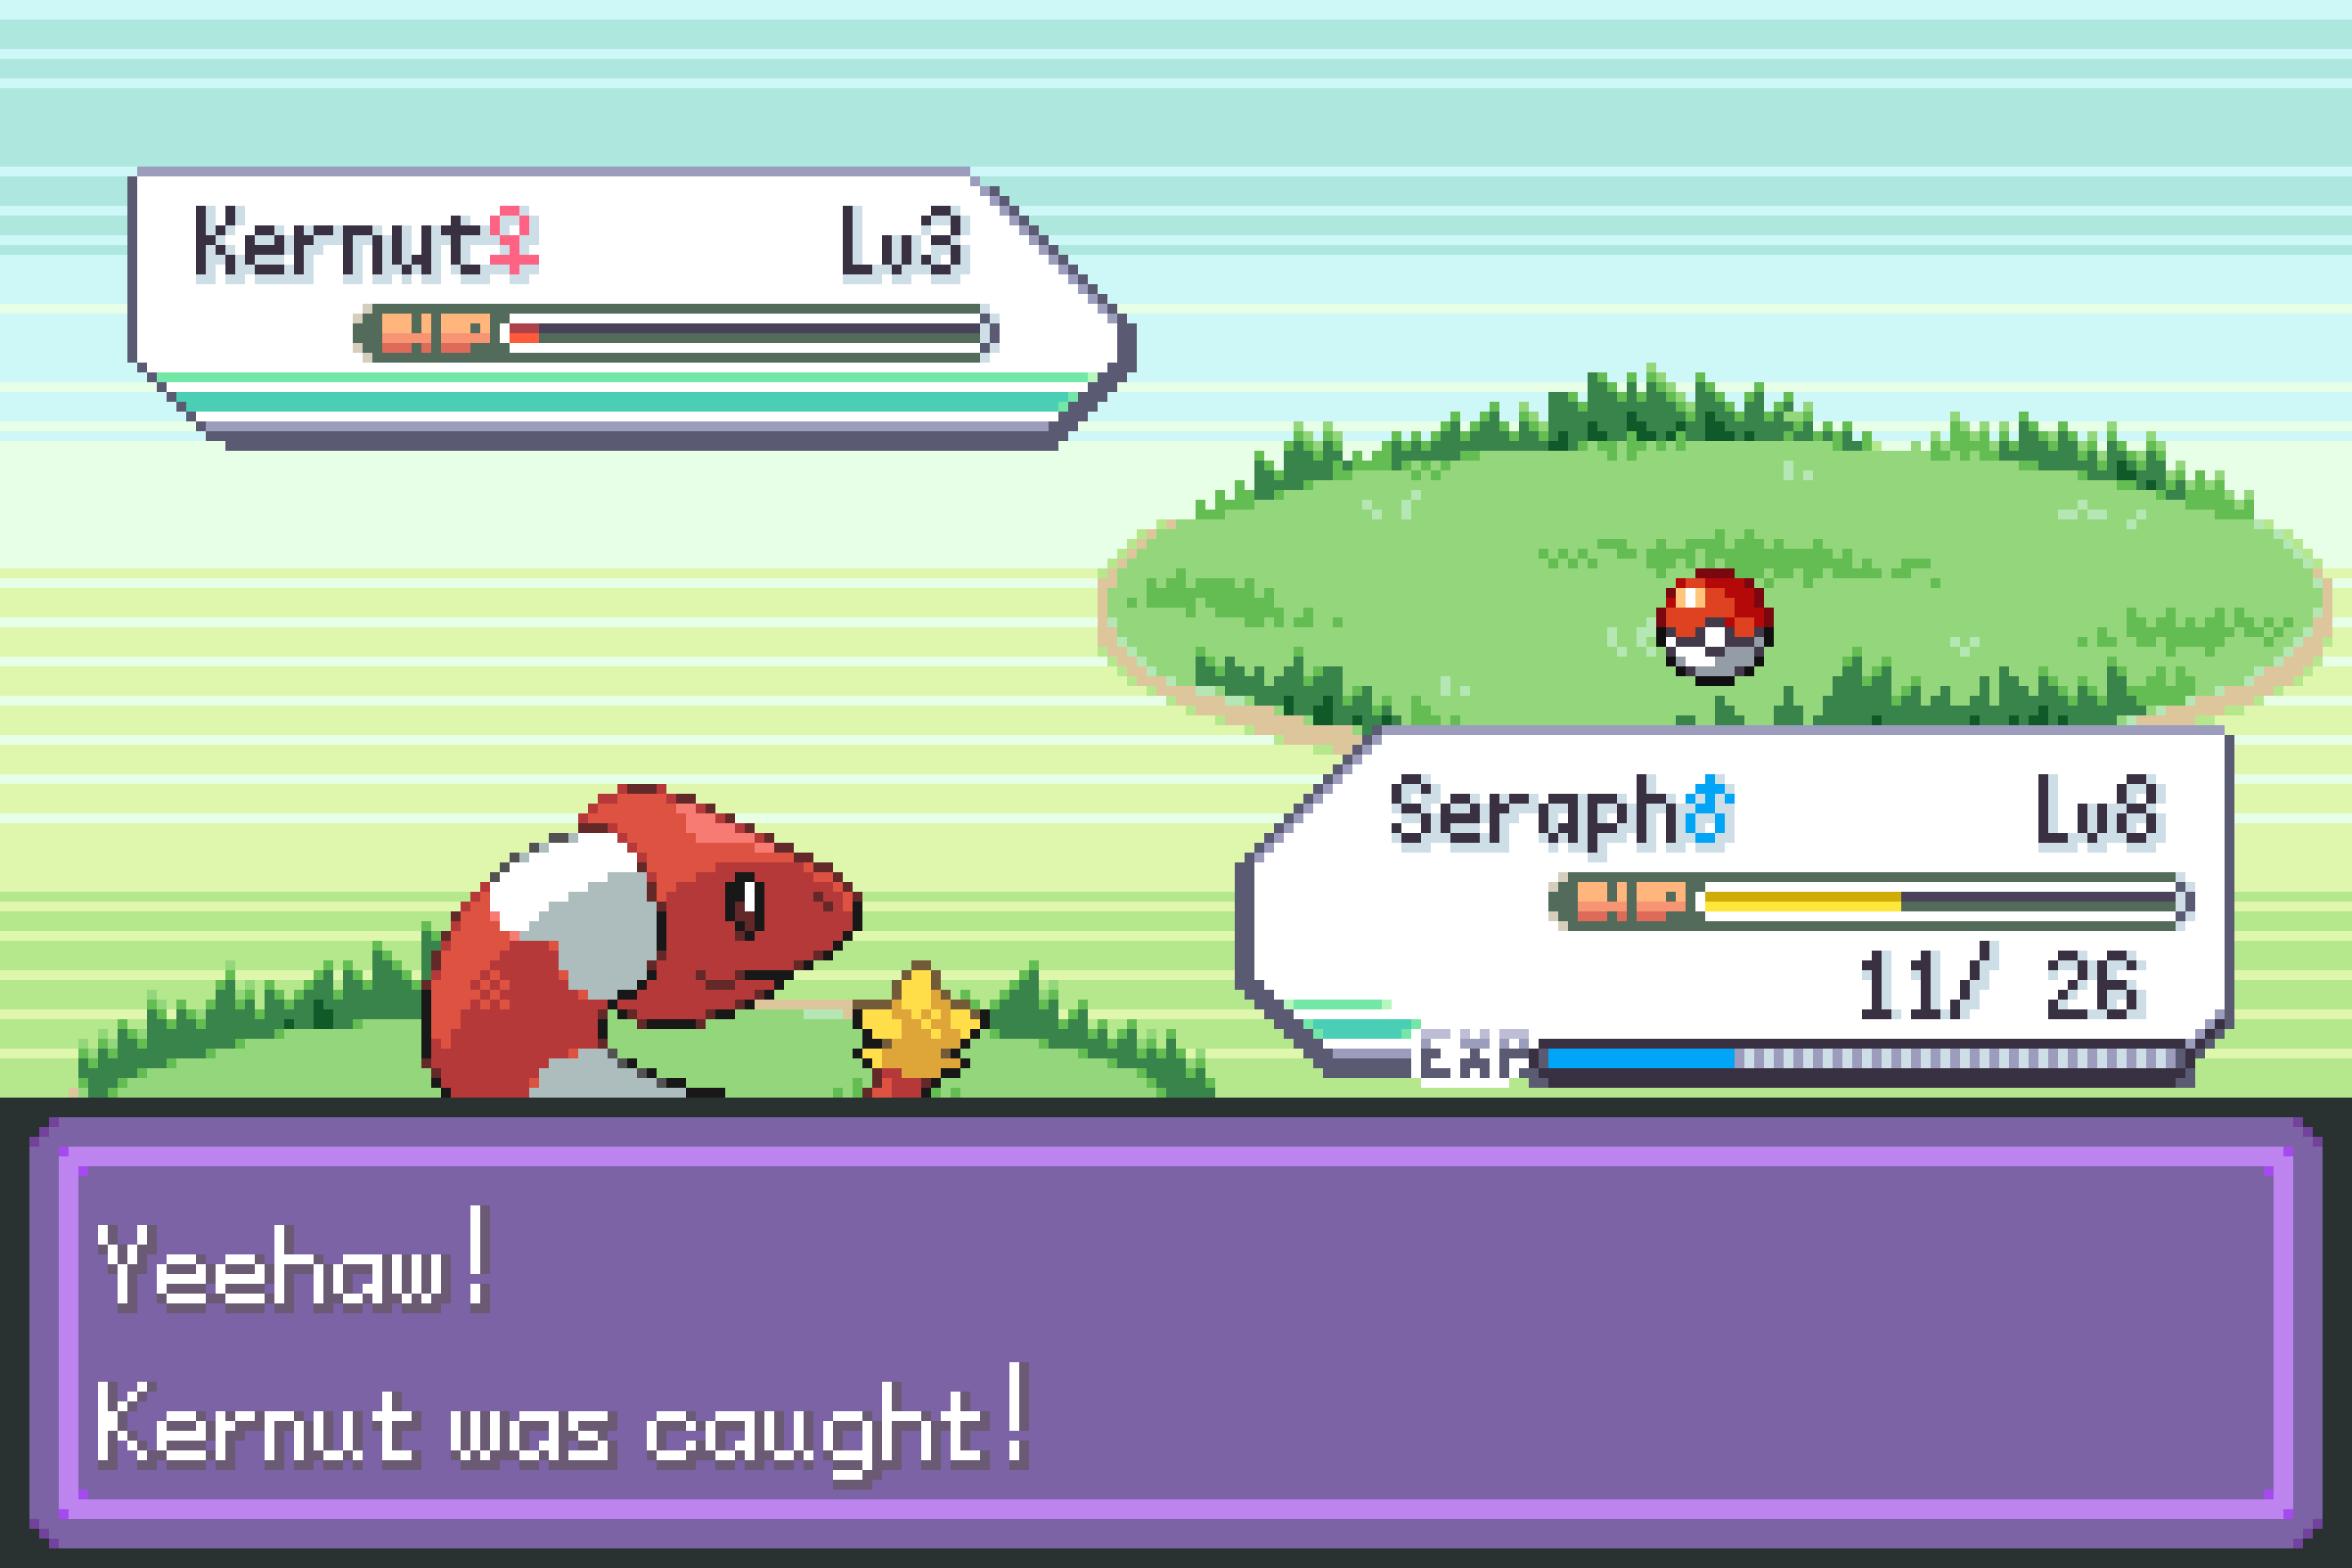 Kernut♀ Lv3
HP
Seraph♂ Lv8
HP
11/ 26
EXP
Yeehaw!
Kernut was caught!